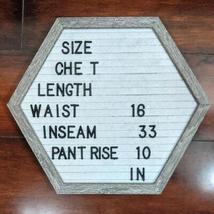 SIZE
CHE T
LENGTH
WAIST 16
INSEAM 33
PANT RISE 10
IN